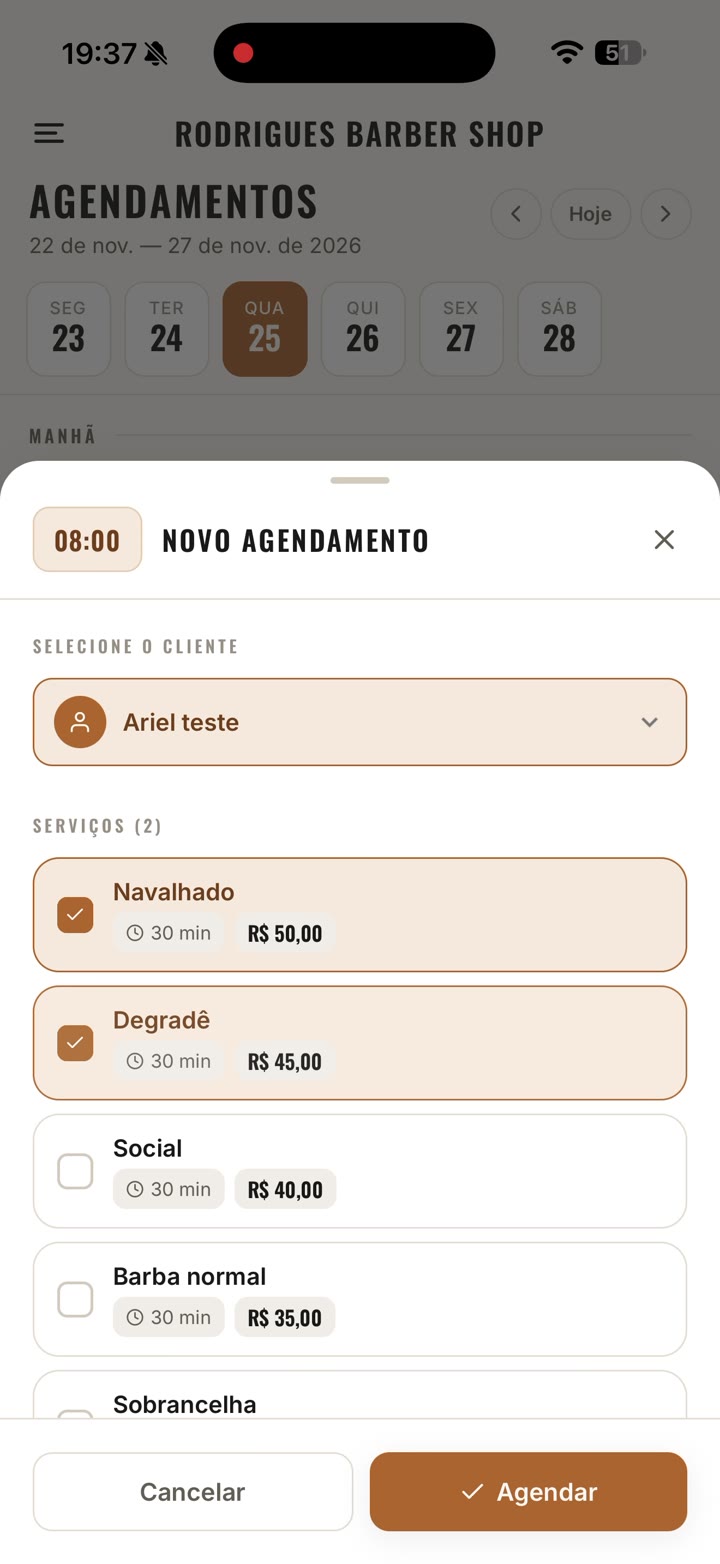 19:37
51
RODRIGUES BARBER SHOP
AGENDAMENTOS
22 de nov. — 27 de nov. de 2026
Hoje
SEG TER QUA QUI SEX SÁB
23 24 25 26 27 28
MANHÃ
08:00 NOVO AGENDAMENTO
SELECIONE O CLIENTE
Ariel teste
SERVIÇOS (2)
Navalhado
30 min R$ 50,00
Degradê
30 min R$ 45,00
Social
30 min R$ 40,00
Barba normal
30 min R$ 35,00
Sobrancelha
Cancelar Agendar